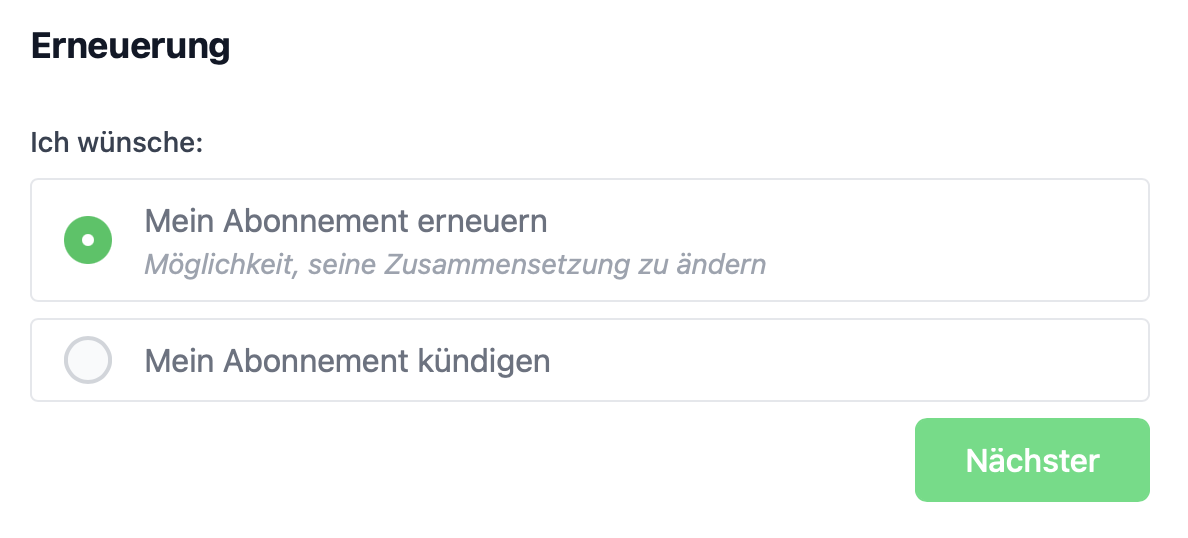 Erneuerung
Ich wünsche:
Mein Abonnement erneuern
Möglichkeit, seine Zusammensetzung zu ändern
Mein Abonnement kündigen
Nächster